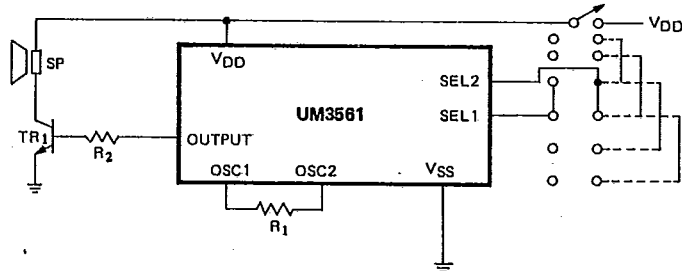 VDD
SP
VDD
SEL2
UM3561
SEL1
TR1
OUTPUT
R2
OSC1
OSC2
VSS
R1